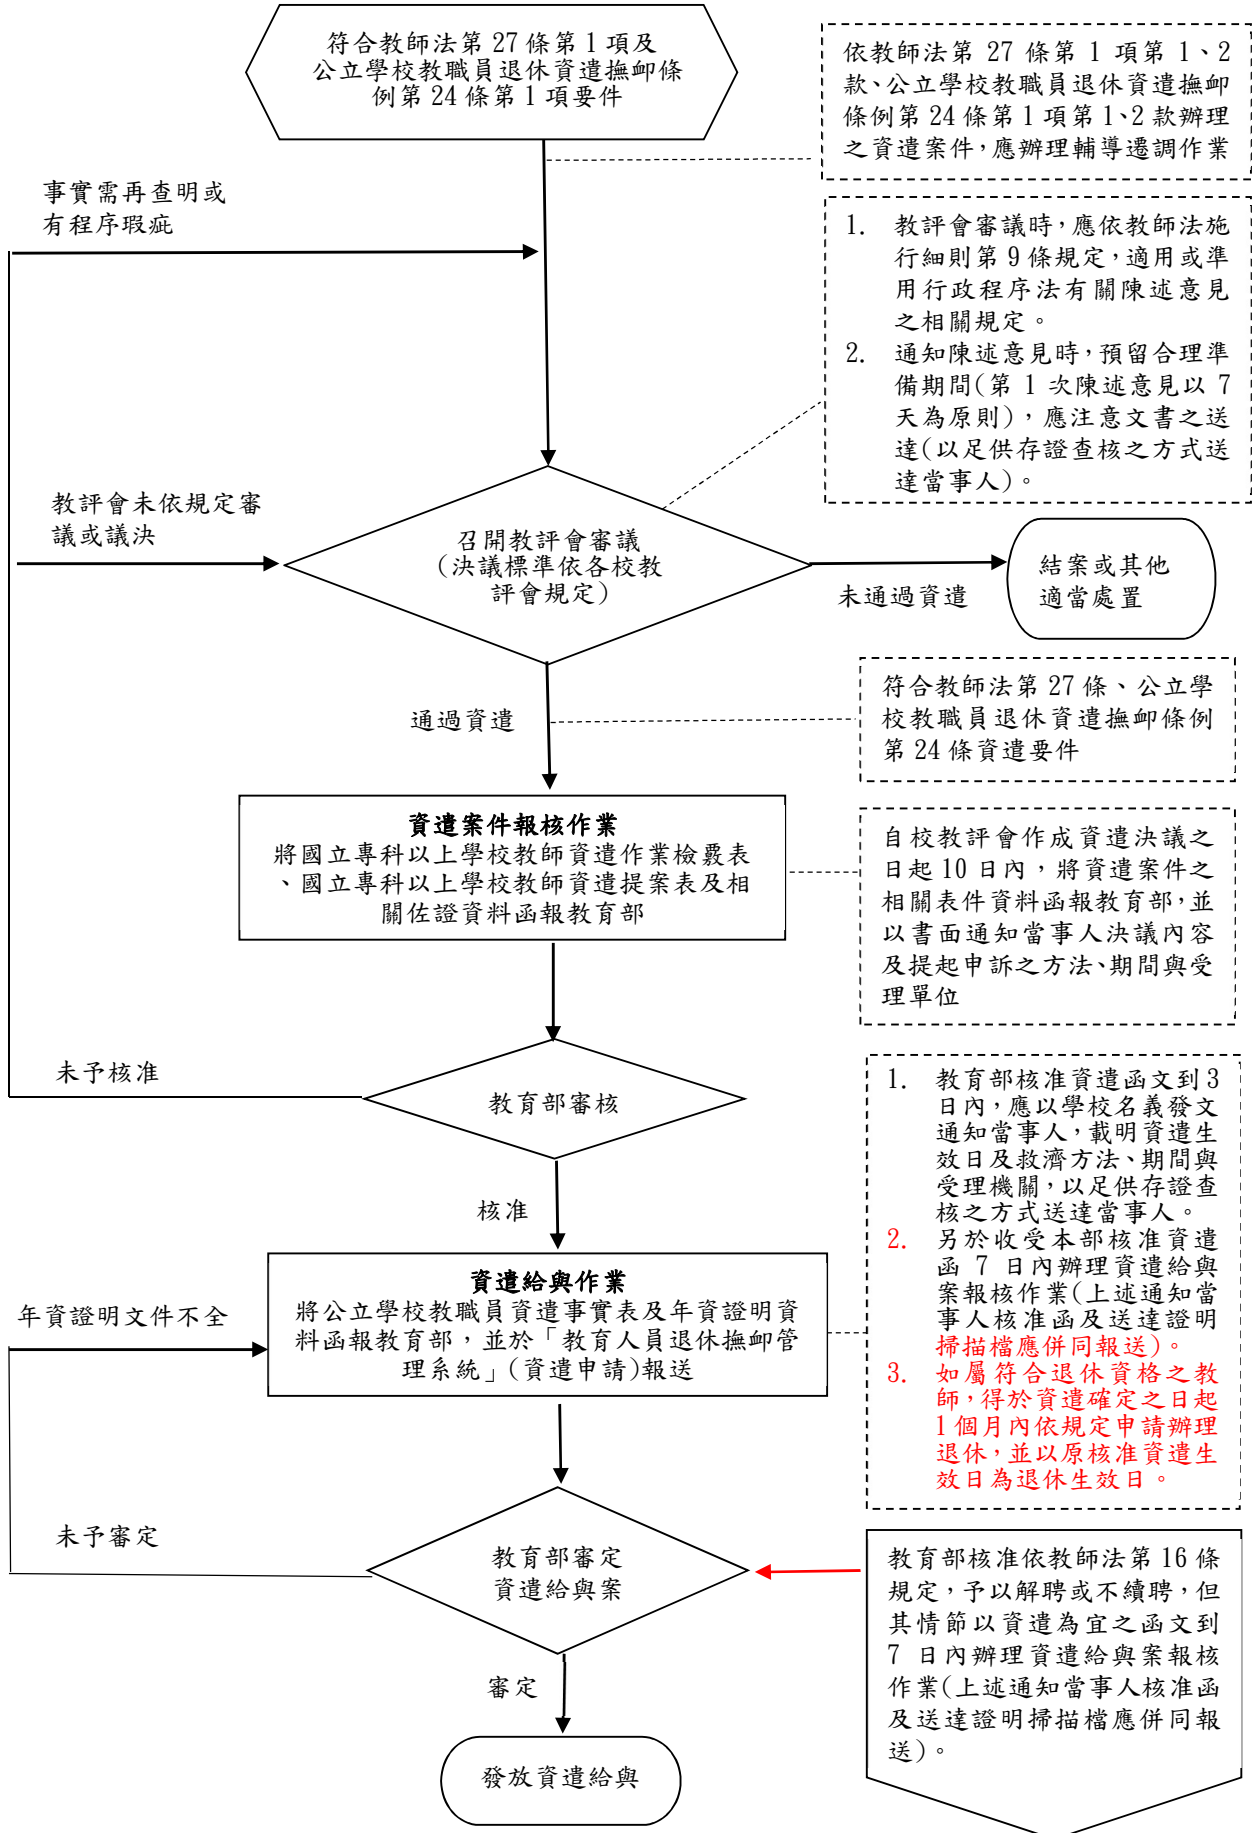 符合教師法第 27 條第 1 項及
公立學校教職員退休資遣撫卹條
例第 24 條第 1 項要件
依教師法第 27 條第 1 項第 1、2
款、公立學校教職員退休資遣撫卹
條例第 24 條第 1 項第 1、2 款辦理
之資遣案件，應辦理輔導遷調作業
事實需再查明或
有程序瑕疵
1. 教評會審議時，應依教師法施
行細則第 9 條規定，適用或準
用行政程序法有關陳述意見
之相關規定。
2. 通知陳述意見時，預留合理準
備期間(第 1 次陳述意見以 7
天為原則)，應注意文書之送
達(以足供存證查核之方式送
達當事人)。
教評會未依規定審
議或議決
召開教評會審議
(決議標準依各校教
評會規定)
未通過資遣
結案或其他
適當處置
通過資遣
符合教師法第 27 條、公立學
校教職員退休資遣撫卹條例
第 24 條資遣要件
資遣案件報核作業
將國立專科以上學校教師資遣作業檢覈表
、國立專科以上學校教師資遣提案表及相
關佐證資料函報教育部
自校教評會作成資遣決議之
日起 10 日內，將資遣案件之
相關表件資料函報教育部，並
以書面通知當事人決議內容
及提起申訴之方法、期間與受
理單位
未予核准
教育部審核
核准
1. 教育部核准資遣函文到 3
日內，應以學校名義發文
通知當事人，載明資遣生
效日及救濟方法、期間與
受理機關，以足供存證查
核之方式送達當事人。
2. 另於收受本部核准資遣
函 7 日內辦理資遣給與
案報核作業(上述通知當
事人核准函及送達證明
掃描檔應併同報送)。
3. 如屬符合退休資格之教
師，得於資遣確定之日起
1 個月內依規定申請辦理
退休，並以原核准資遣生
效日為退休生效日。
年資證明文件不全
資遣給與作業
將公立學校教職員資遣事實表及年資證明資
料函報教育部，並於「教育人員退休撫卹管
理系統」(資遣申請)報送
未予審定
教育部審定
資遣給與案
教育部核准依教師法第 16 條
規定，予以解聘或不續聘，但
其情節以資遣為宜之函文到
7 日內辦理資遣給與案報核
作業(上述通知當事人核准函
及送達證明掃描檔應併同報
送)。
審定
發放資遣給與